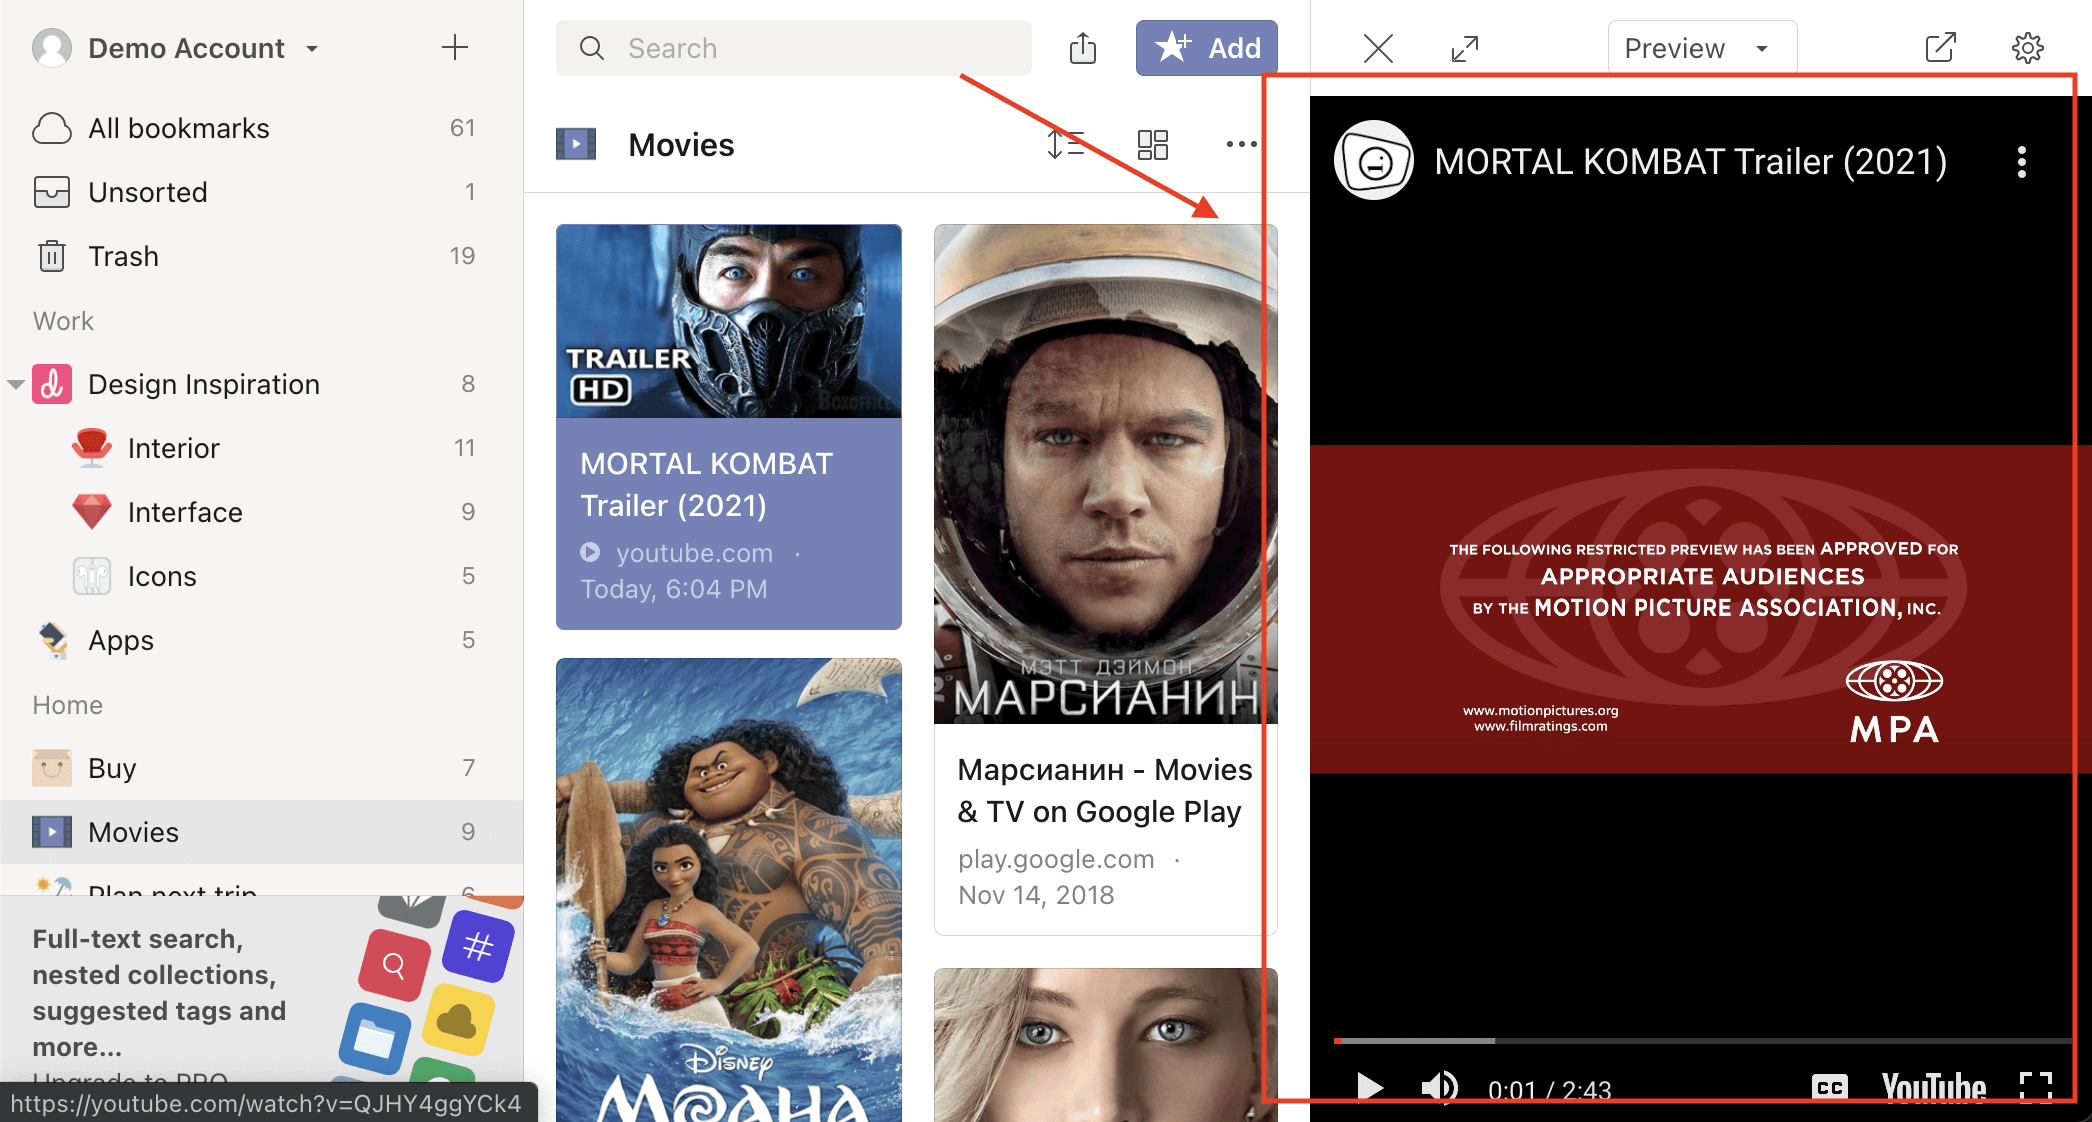 Demo Account
All bookmarks 61
Unsorted 1
Trash 19
Work
Design Inspiration 8
Interior 11
Interface 9
Icons 5
Apps 5
Home
Buy 7
Movies 9
Plan next trip 6
Full-text search,
nested collections,
suggested tags and
more...
Upgrade to PRO
https://youtube.com/watch?v=QJHY4ggYCk4
Search
Add
Movies
TRAILER
HD
BOXOFFICE
MORTAL KOMBAT
Trailer (2021)
youtube.com ·
Today, 6:04 PM
DISNEY
МОАНА
МЭТТ ДЭЙМОН
МАРСИАНИН
Марсианин - Movies
& TV on Google Play
play.google.com ·
Nov 14, 2018
Preview
MORTAL KOMBAT Trailer (2021)
THE FOLLOWING RESTRICTED PREVIEW HAS BEEN APPROVED FOR
APPROPRIATE AUDIENCES
BY THE MOTION PICTURE ASSOCIATION, INC.
www.motionpictures.org
www.filmratings.com
MPA
0:01 / 2:43
CC
YouTube